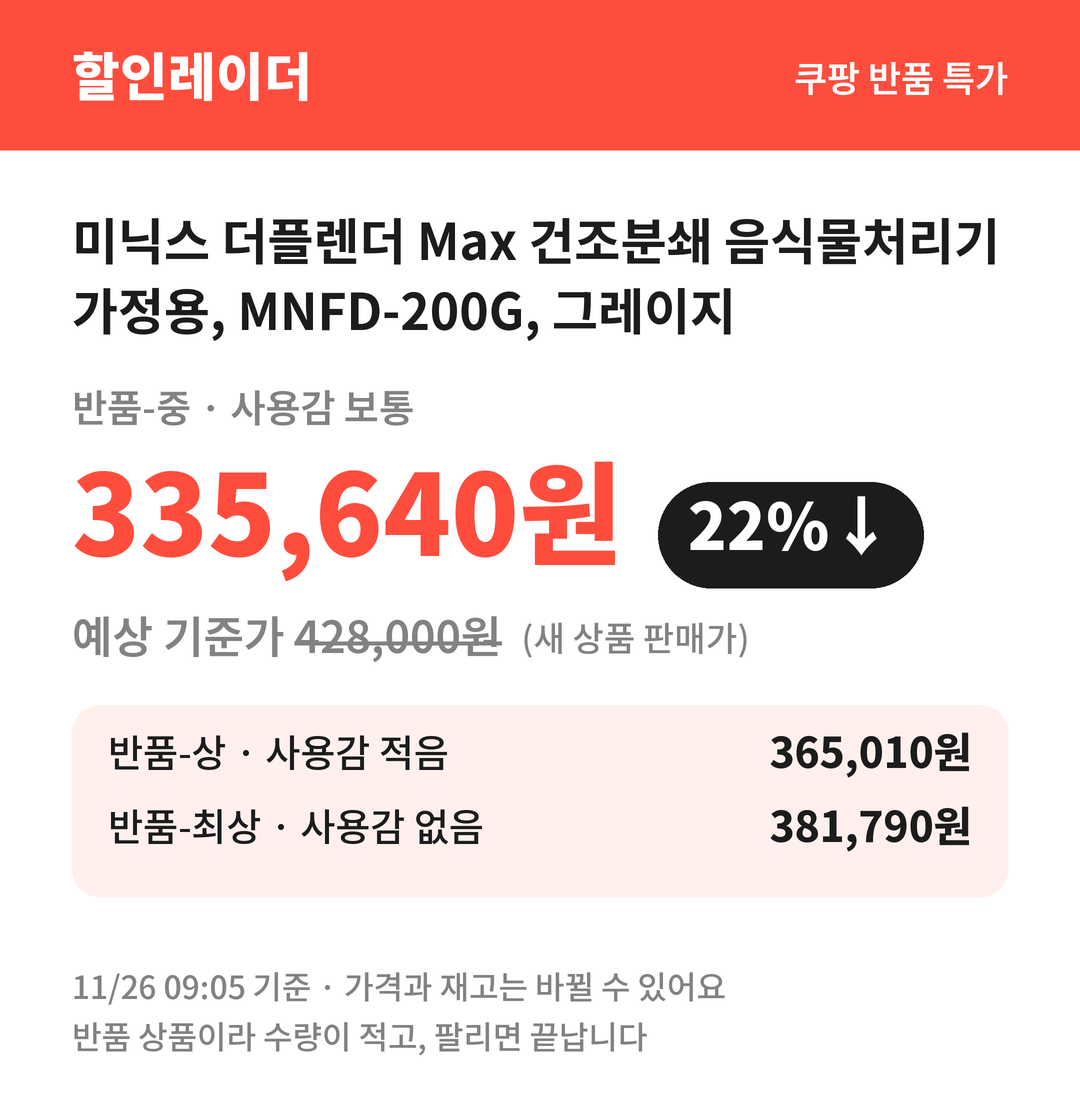 할인레이더
쿠팡 반품 특가
미닉스 더플렌더 Max 건조분쇄 음식물처리기
가정용, MNFD-200G, 그레이지
반품-중 · 사용감 보통
335,640원
22%↓
예상 기준가 428,000원 (새 상품 판매가)
반품-상 · 사용감 적음 365,010원
반품-최상 · 사용감 없음 381,790원
11/26 09:05 기준 · 가격과 재고는 바뀔 수 있어요
반품 상품이라 수량이 적고, 팔리면 끝납니다